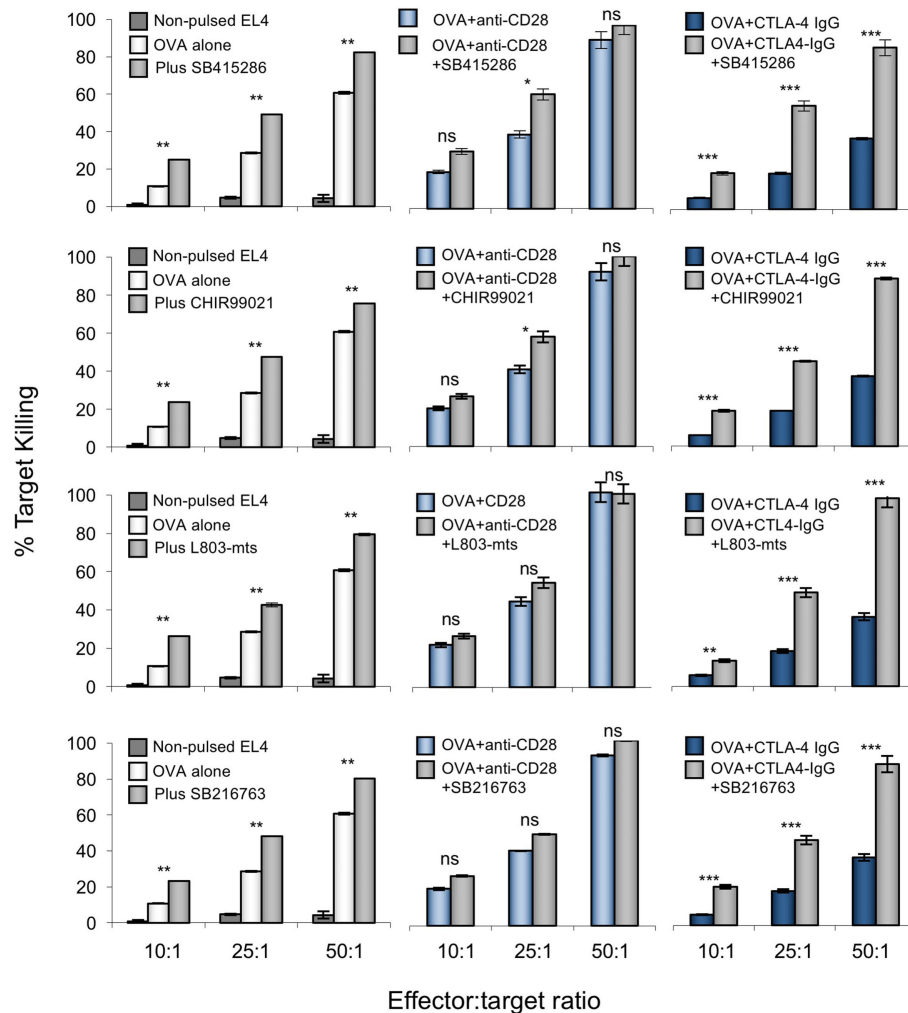 % Target Killing
100
80
60
40
20
0
Non-pulsed EL4
OVA alone
Plus SB415286
**
**
**
OVA+anti-CD28
OVA+anti-CD28
+SB415286
ns
*
ns
OVA+CTLA-4 IgG
OVA+CTLA4-IgG
+SB415286
***
***
***
100
80
60
40
20
0
Non-pulsed EL4
OVA alone
Plus CHIR99021
**
**
**
OVA+anti-CD28
OVA+anti-CD28
+CHIR99021
ns
*
ns
OVA+CTLA-4 IgG
OVA+CTLA-4-IgG
+CHIR99021
***
***
***
100
80
60
40
20
0
Non-pulsed EL4
OVA alone
Plus L803-mts
**
**
**
OVA+CD28
OVA+anti-CD28
+L803-mts
ns
ns
ns
OVA+CTLA-4 IgG
OVA+CTL4-IgG
+L803-mts
**
***
***
100
80
60
40
20
0
Non-pulsed EL4
OVA alone
Plus SB216763
**
**
**
OVA+anti-CD28
OVA+anti-CD28
+SB216763
ns
ns
ns
OVA+CTLA-4 IgG
OVA+CTLA4-IgG
+SB216763
***
***
***
10:1 25:1 50:1 10:1 25:1 50:1 10:1 25:1 50:1
Effector:target ratio